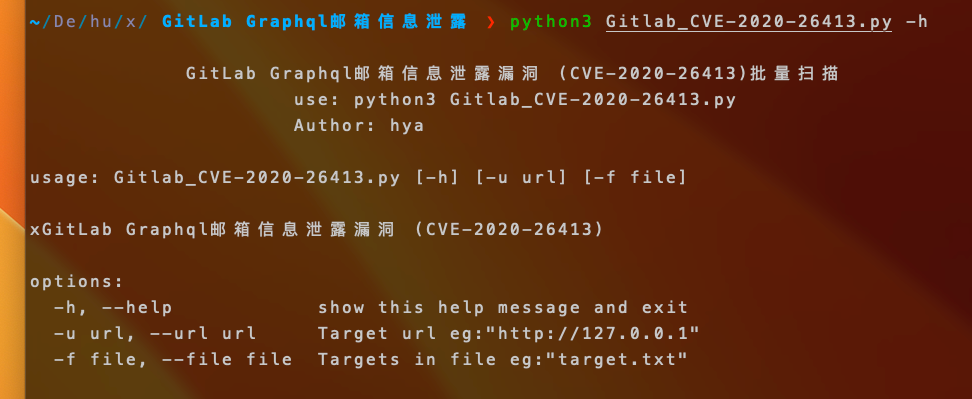 ~/De/hu/x/ GitLab Graphql邮箱信息泄露 ❯ python3 Gitlab_CVE-2020-26413.py -h
GitLab Graphql邮箱信息泄露漏洞 (CVE-2020-26413)批量扫描
use: python3 Gitlab_CVE-2020-26413.py
Author: hya
usage: Gitlab_CVE-2020-26413.py [-h] [-u url] [-f file]
xGitLab Graphql邮箱信息泄露漏洞 (CVE-2020-26413)
options:
-h, --help show this help message and exit
-u url, --url url Target url eg:"http://127.0.0.1"
-f file, --file file Targets in file eg:"target.txt"